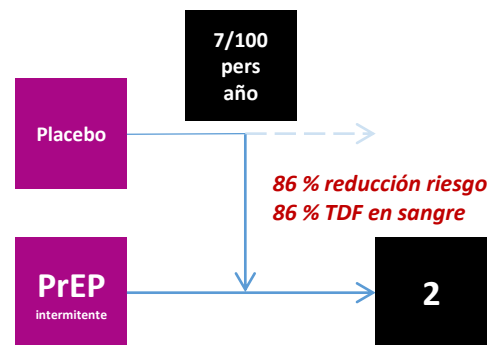 7/100
pers
año
Placebo
86 % reducción riesgo
86 % TDF en sangre
PrEP
intermitente
2